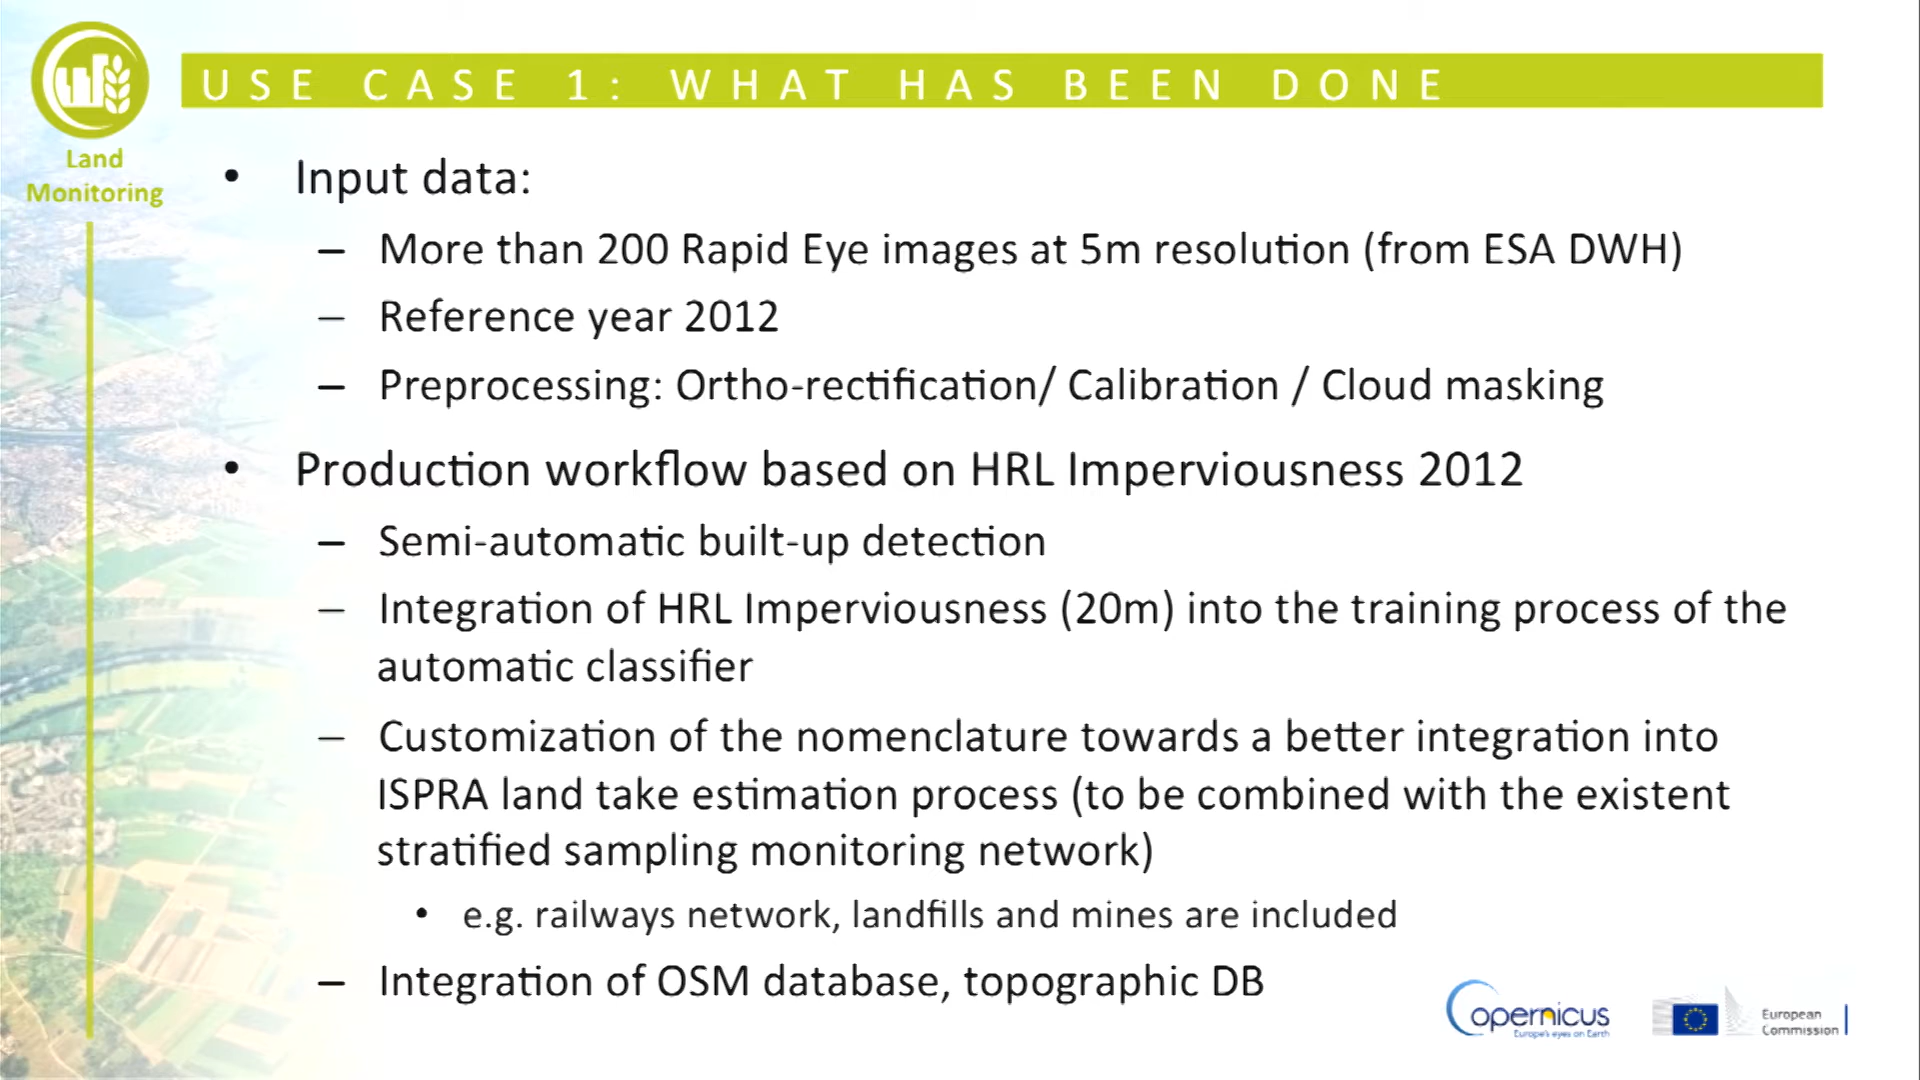 USE CASE 1: WHAT HAS BEEN DONE
Land
Monitoring
• Input data:
– More than 200 Rapid Eye images at 5m resolution (from ESA DWH)
– Reference year 2012
– Preprocessing: Ortho-rectification/ Calibration / Cloud masking
• Production workflow based on HRL Imperviousness 2012
– Semi-automatic built-up detection
– Integration of HRL Imperviousness (20m) into the training process of the
automatic classifier
– Customization of the nomenclature towards a better integration into
ISPRA land take estimation process (to be combined with the existent
stratified sampling monitoring network)
• e.g. railways network, landfills and mines are included
– Integration of OSM database, topographic DB
Copernicus
Europe's eyes on Earth
European
Commission